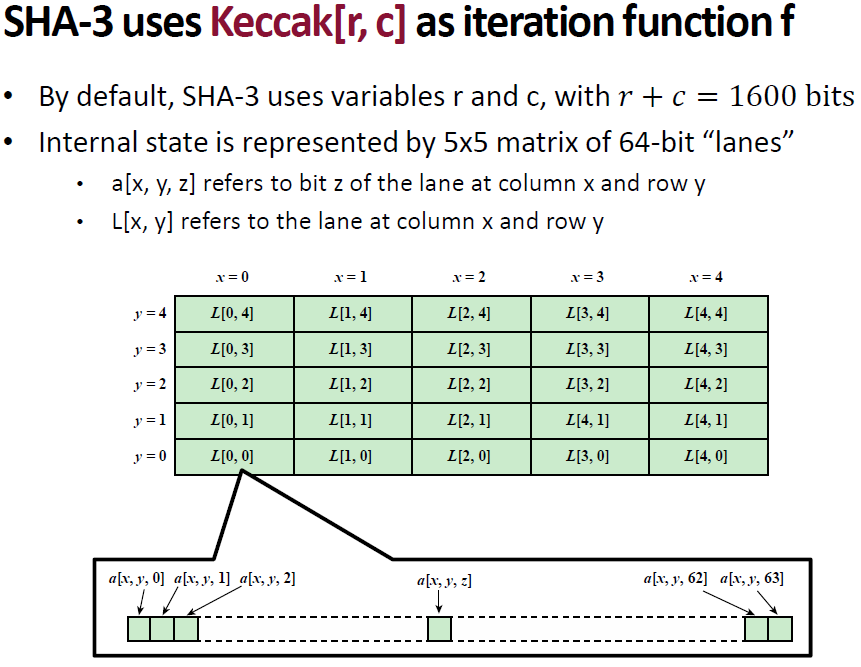 SHA-3 uses Keccak[r, c] as iteration function f
• By default, SHA-3 uses variables r and c, with r + c = 1600 bits
• Internal state is represented by 5x5 matrix of 64-bit “lanes”
• a[x, y, z] refers to bit z of the lane at column x and row y
• L[x, y] refers to the lane at column x and row y
x = 0 x = 1 x = 2 x = 3 x = 4
y = 4 L[0, 4] L[1, 4] L[2, 4] L[3, 4] L[4, 4]
y = 3 L[0, 3] L[1, 3] L[2, 3] L[3, 3] L[4, 3]
y = 2 L[0, 2] L[1, 2] L[2, 2] L[3, 2] L[4, 2]
y = 1 L[0, 1] L[1, 1] L[2, 1] L[4, 1] L[4, 1]
y = 0 L[0, 0] L[1, 0] L[2, 0] L[3, 0] L[4, 0]
a[x, y, 0] a[x, y, 1] a[x, y, 2] a[x, y, z] a[x, y, 62] a[x, y, 63]